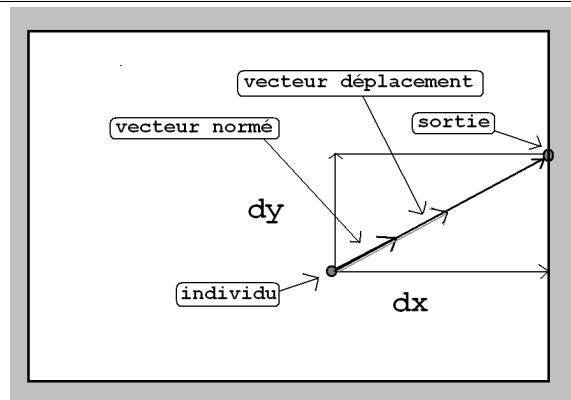 vecteur déplacement
sortie
vecteur normé
dy
individu
dx